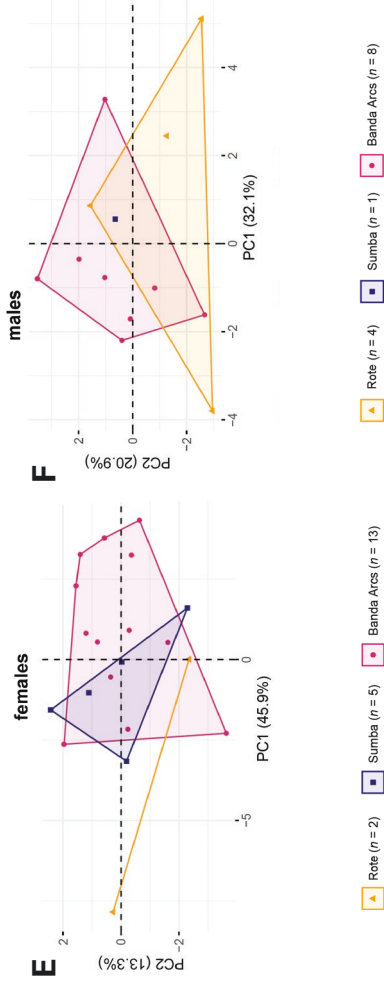 E
females
PC2 (13.3%)
2
0
−2
−5
0
PC1 (45.9%)
Rote (n = 2)
Sumba (n = 5)
Banda Arcs (n = 13)
F
males
PC2 (20.9%)
2
0
−2
−4
−2
0
2
4
PC1 (32.1%)
Rote (n = 4)
Sumba (n = 1)
Banda Arcs (n = 8)